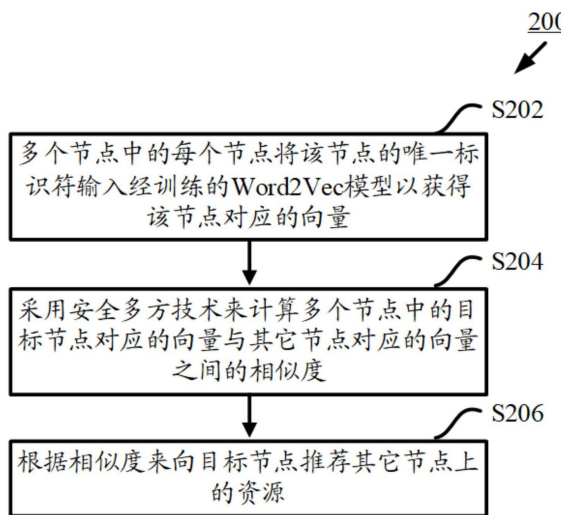 200
S202
多个节点中的每个节点将该节点的唯一标
识符输入经训练的Word2Vec模型以获得
该节点对应的向量
S204
采用安全多方技术来计算多个节点中的目
标节点对应的向量与其它节点对应的向量
之间的相似度
S206
根据相似度来向目标节点推荐其它节点上
的资源